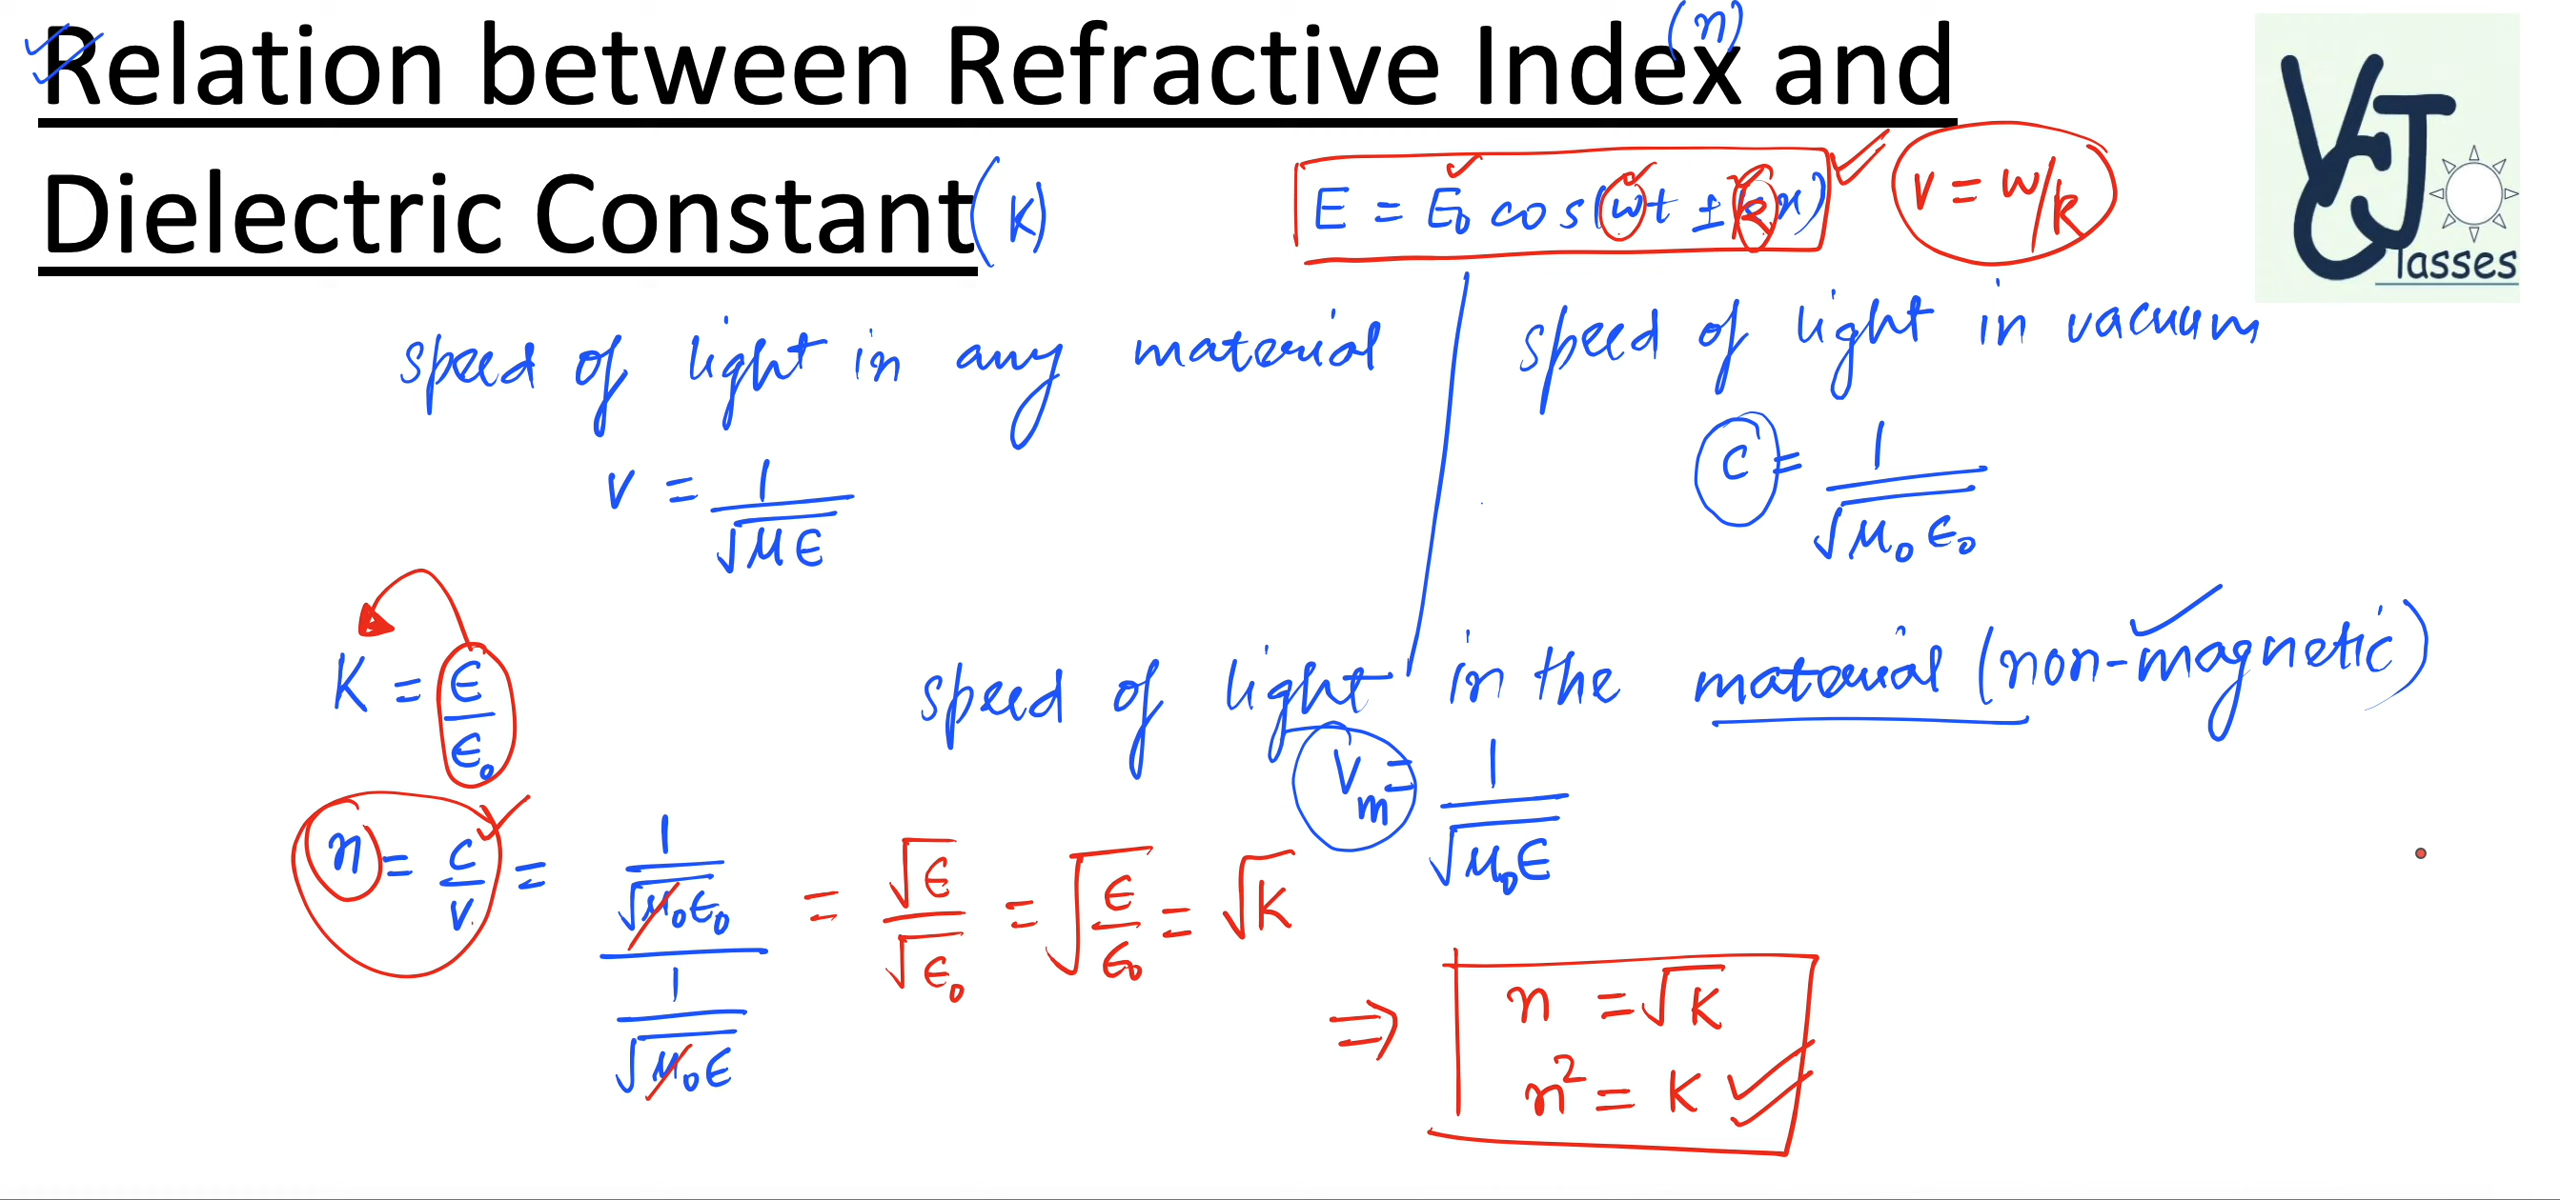 Relation between Refractive Index and
(n)
Dielectric Constant (K)
E = E₀ cos(ωt ± kx)
v = w/k
VJ Classes
speed of light in any material
speed of light in vacuum
v = 1/√με
c = 1/√μ₀ε₀
K = ε/ε₀
speed of light in the material (non-magnetic)
Vm = 1/√μ₀ε
n = c/v = (1/√μ₀ε₀)/(1/√μ₀ε) = √ε/√ε₀ = √(ε/ε₀) = √K
⇒ n = √K
n² = K